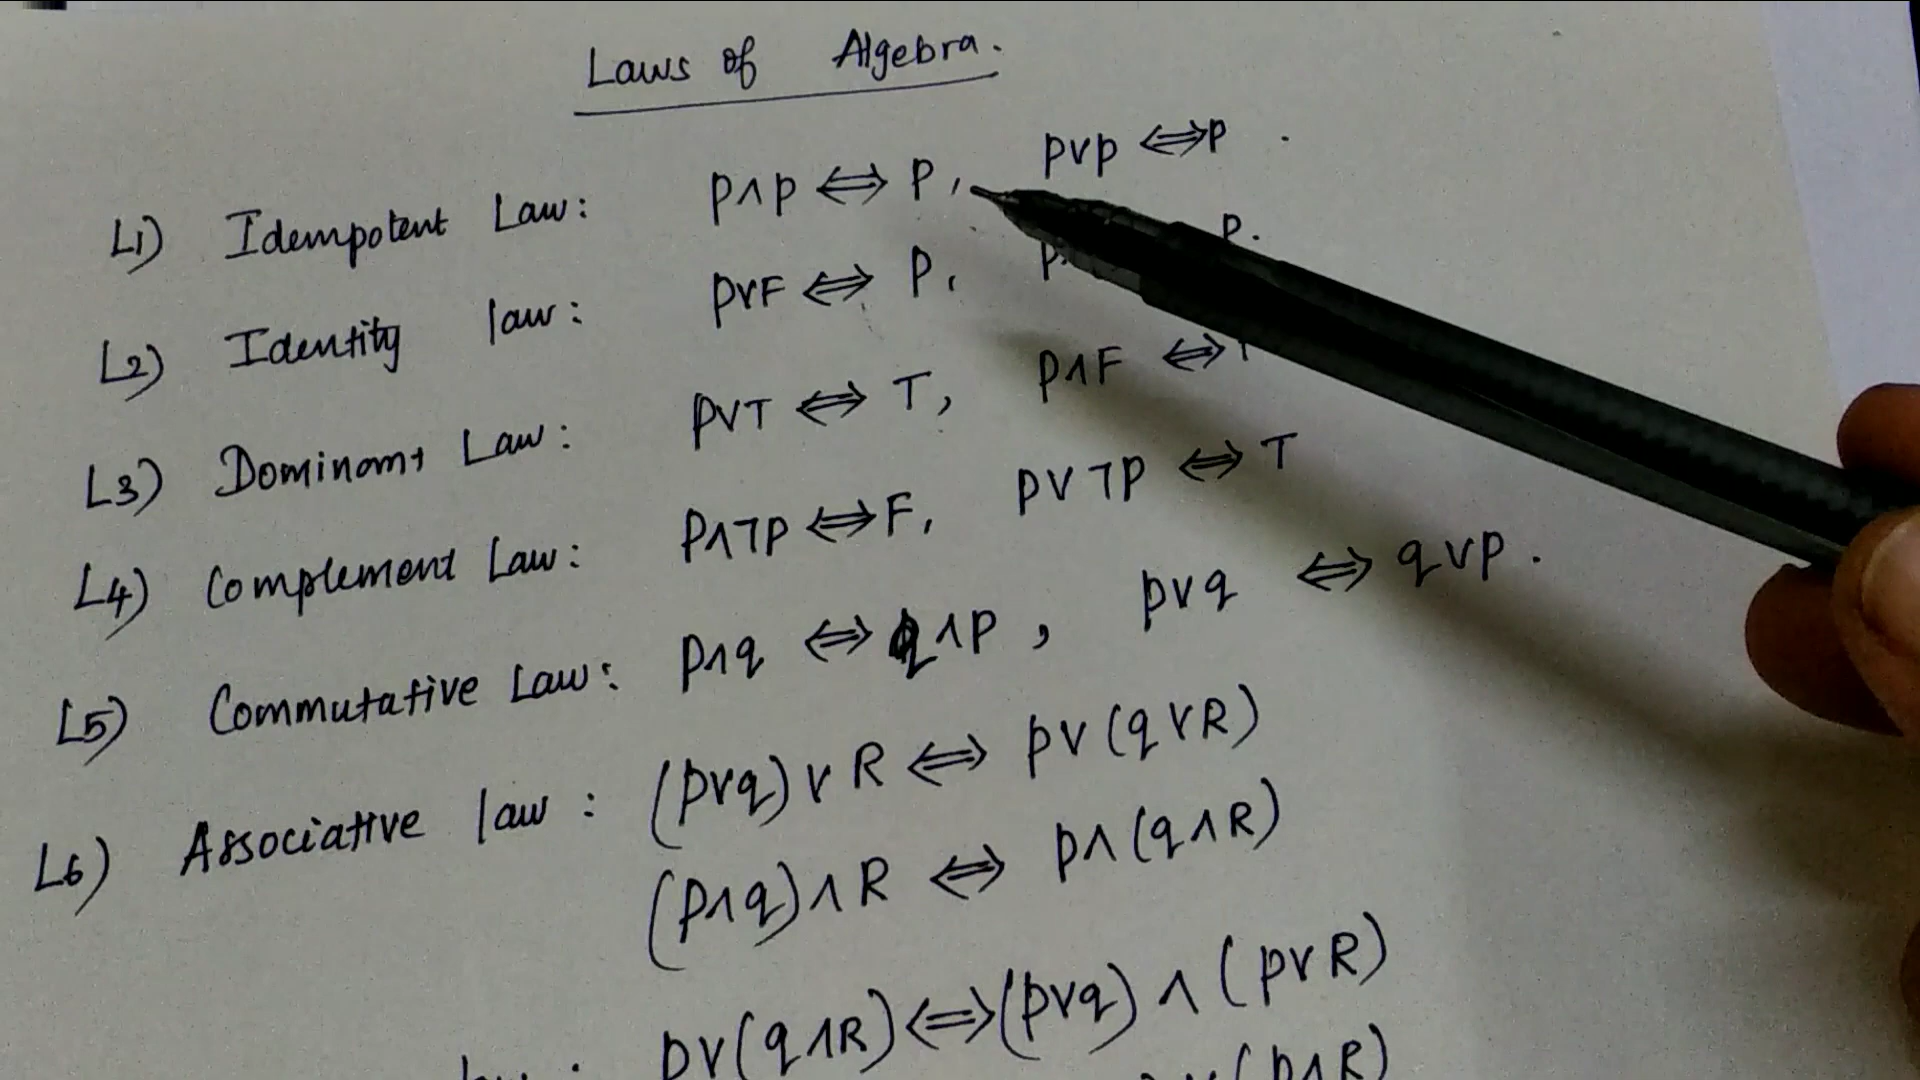 Laws of Algebra.
L1) Idempotent Law: p∧p ⇔ P, p∨p ⇔ P .
L2) Identity law: p∨F ⇔ P, P P.
L3) Dominant Law: p∨T ⇔ T, p∧F ⇔
L4) Complement Law: p∧¬p ⇔ F, p∨¬p ⇔ T
L5) Commutative Law: p∧q ⇔ q∧p , p∨q ⇔ q∨p .
L6) Associative law : (p∨q)∨R ⇔ p∨(q∨R)
(p∧q)∧R ⇔ p∧(q∧R)
p∨(q∧R) ⇔ (p∨q)∧(p∨R)
(p∧R)